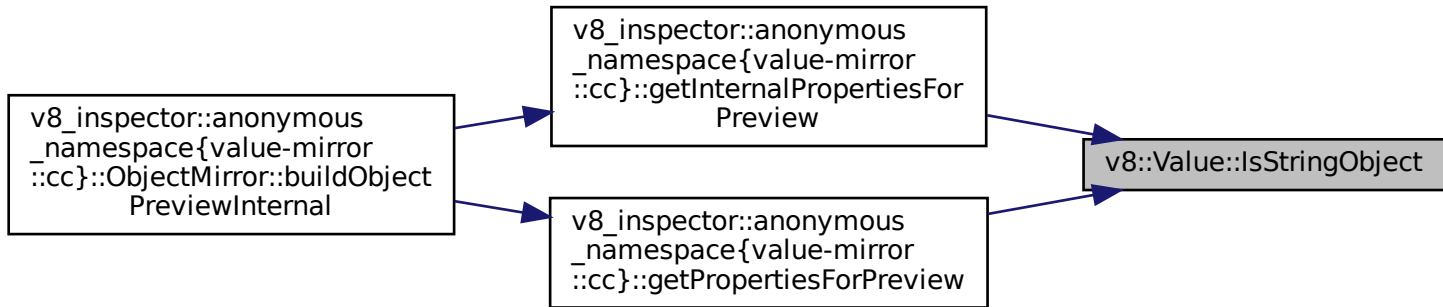 v8_inspector::anonymous
_namespace{value-mirror
::cc}::ObjectMirror::buildObject
PreviewInternal
v8_inspector::anonymous
_namespace{value-mirror
::cc}::getInternalPropertiesFor
Preview
v8_inspector::anonymous
_namespace{value-mirror
::cc}::getPropertiesForPreview
v8::Value::IsStringObject